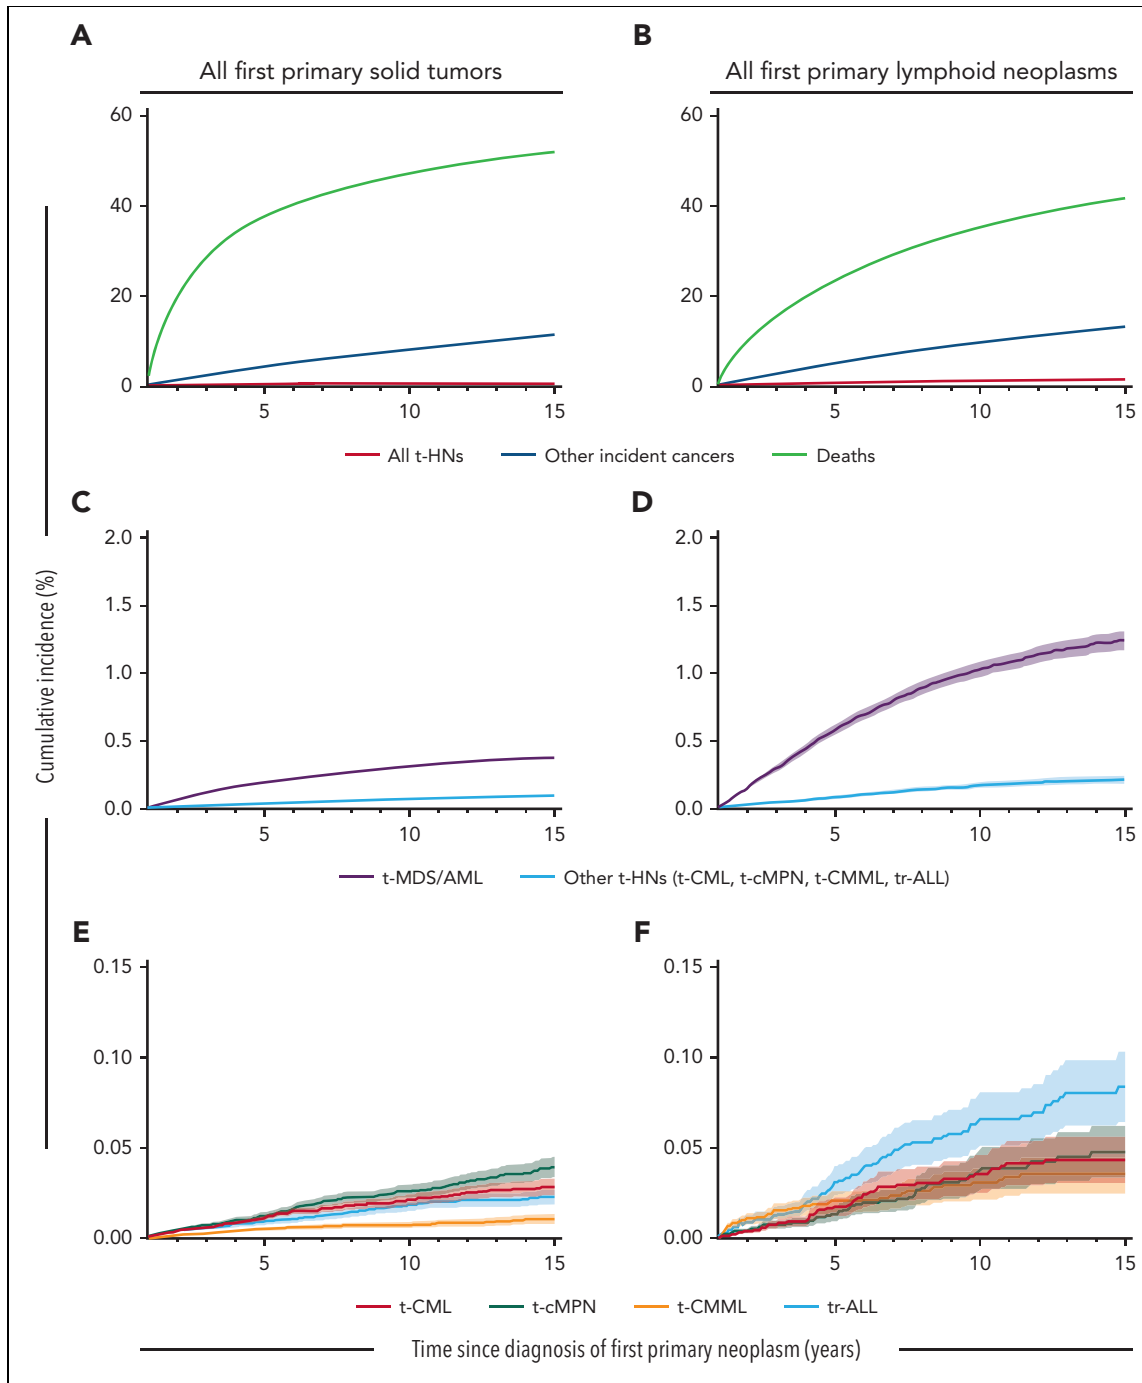 A
B
All first primary solid tumors
All first primary lymphoid neoplasms
60
40
20
0
5
10
15
60
40
20
0
5
10
15
All t-HNs
Other incident cancers
Deaths
C
D
Cumulative incidence (%)
2.0
1.5
1.0
0.5
0.0
5
10
15
2.0
1.5
1.0
0.5
0.0
5
10
15
t-MDS/AML
Other t-HNs (t-CML, t-cMPN, t-CMML, tr-ALL)
E
F
0.15
0.10
0.05
0.00
5
10
15
0.15
0.10
0.05
0.00
5
10
15
t-CML
t-cMPN
t-CMML
tr-ALL
Time since diagnosis of first primary neoplasm (years)